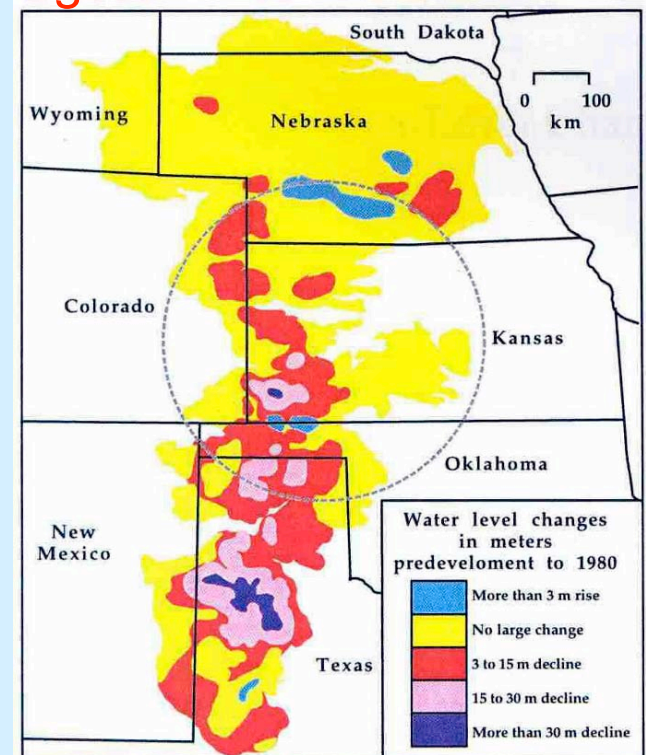 South Dakota
Wyoming
Nebraska
0 100
km
Colorado
Kansas
Oklahoma
New
Mexico
Texas
Water level changes
in meters
predeveloment to 1980
More than 3 m rise
No large change
3 to 15 m decline
15 to 30 m decline
More than 30 m decline